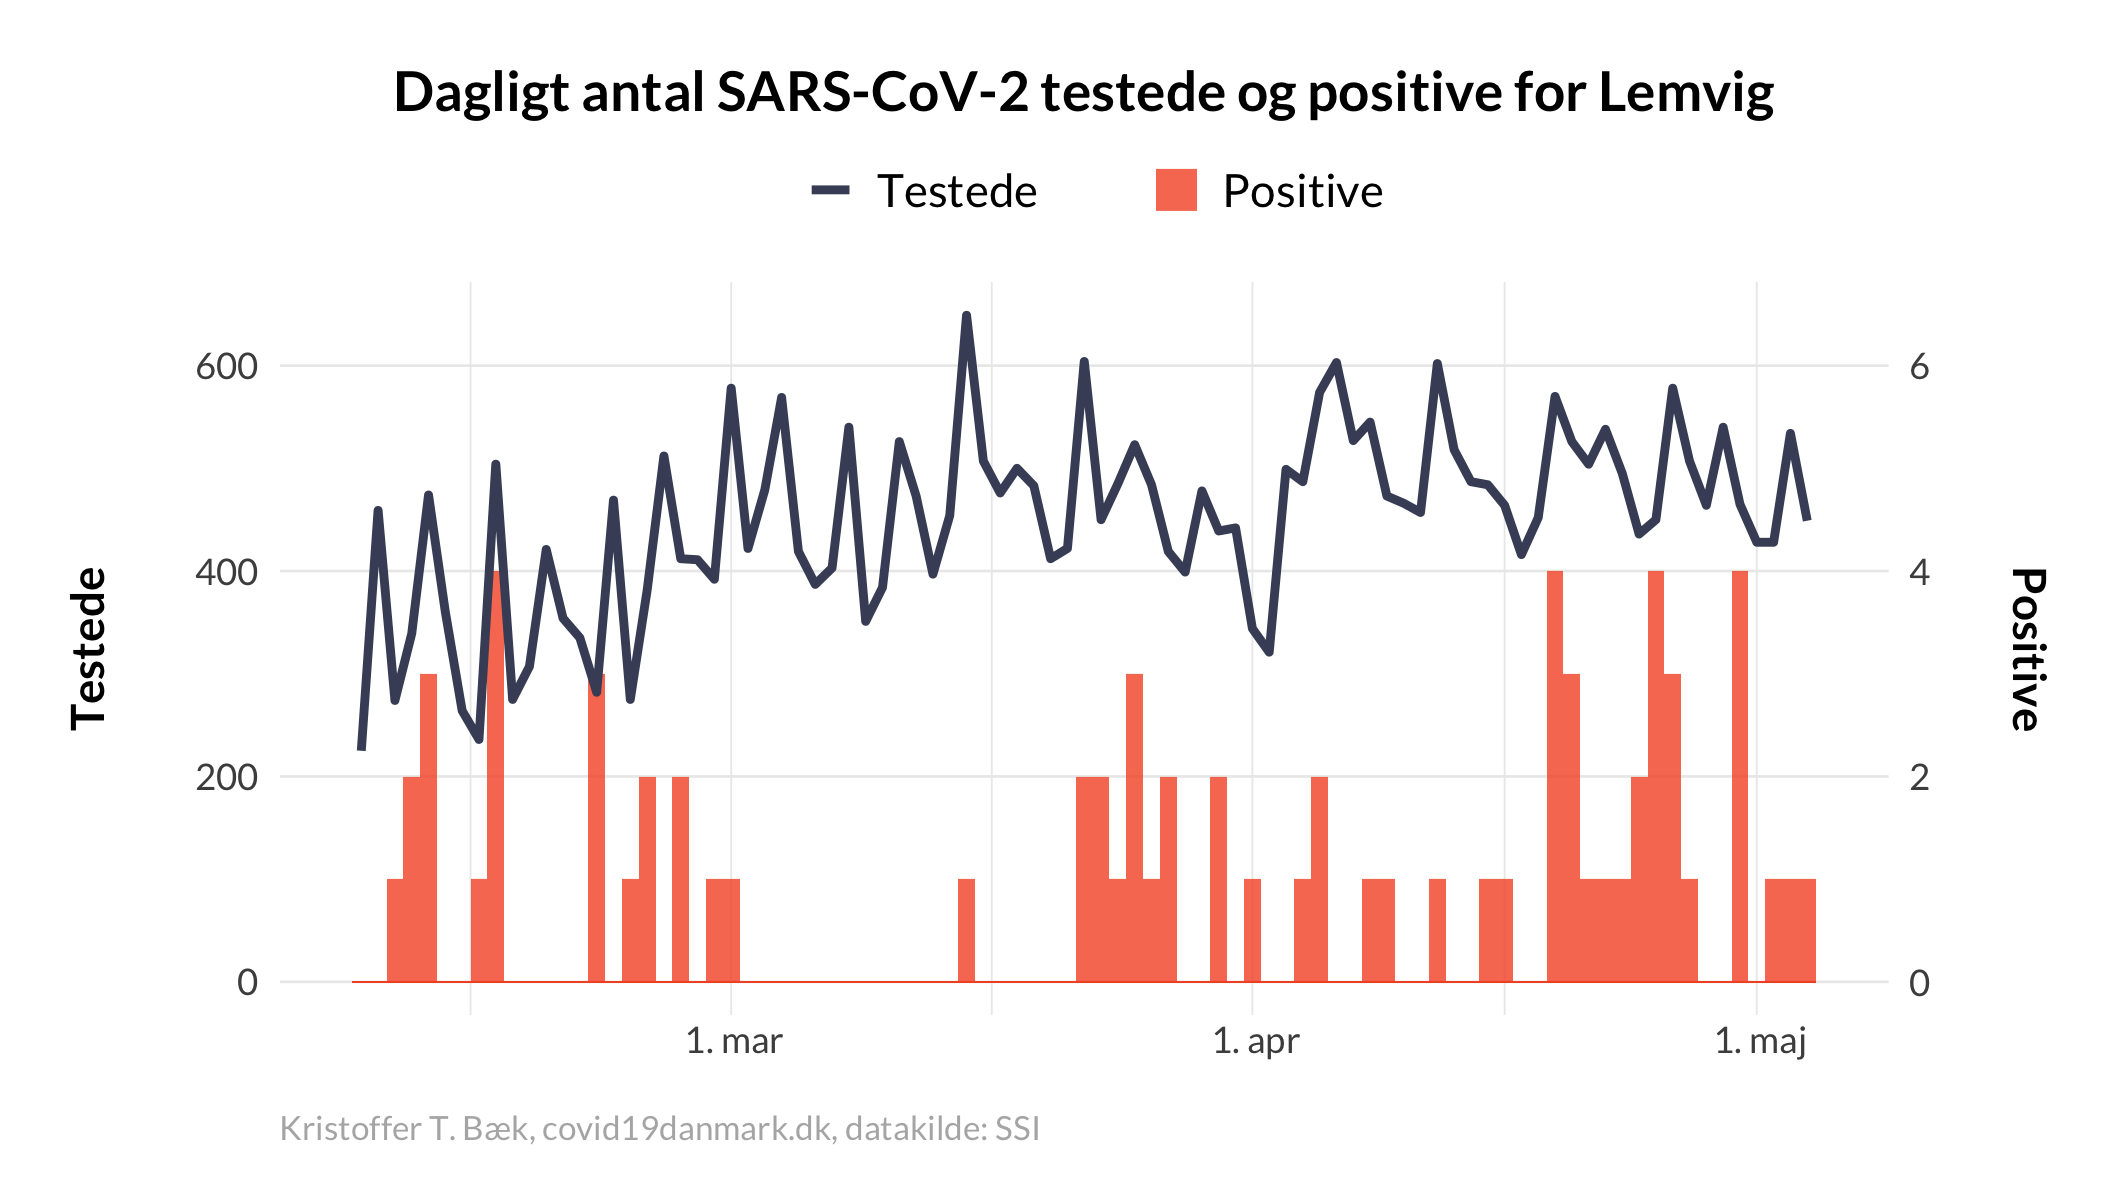 Dagligt antal SARS-CoV-2 testede og positive for Lemvig
Testede
Positive
600
400
200
0
Testede
6
4
2
0
Positive
1. mar
1. apr
1. maj
Kristoffer T. Bæk, covid19danmark.dk, datakilde: SSI